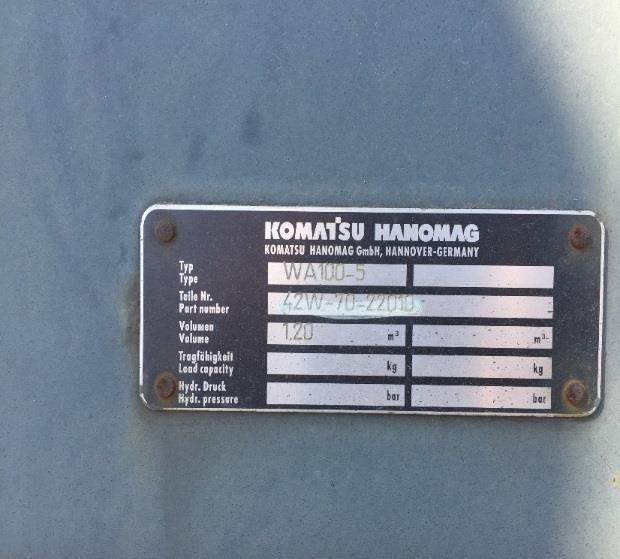 KOMATSU HANOMAG
KOMATSU HANOMAG GmbH, HANNOVER-GERMANY
Typ
Type WA100-5
Teile Nr.
Part number 42W-70-22010
Volumen
Volume 1,20 m³ m³
Tragfähigkeit
Load capacity kg kg
Hydr. Druck
Hydr. pressure bar bar